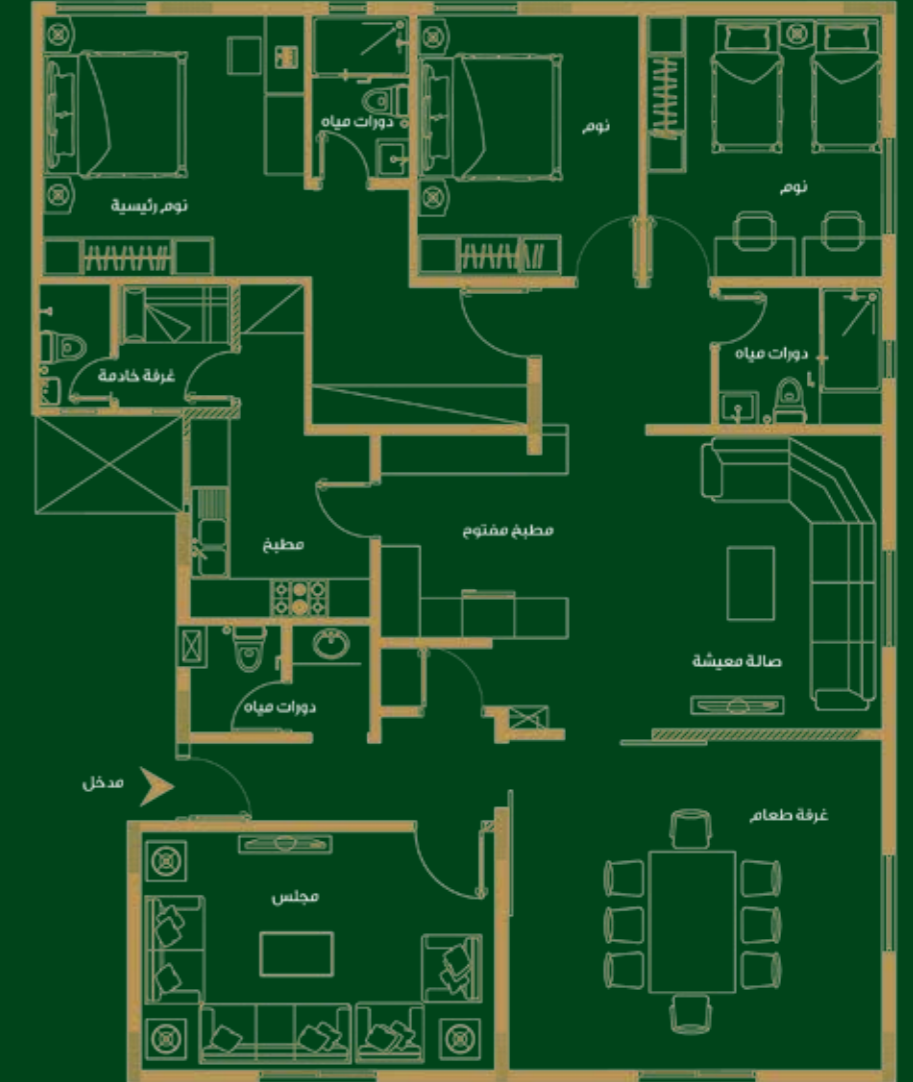 دورات مياه
نوم
نوم
نوم رئيسية
دورات مياه
غرفة خادمة
مطبخ مفتوح
مطبخ
صالة معيشة
دورات مياه
مدخل
غرفة طعام
مجلس